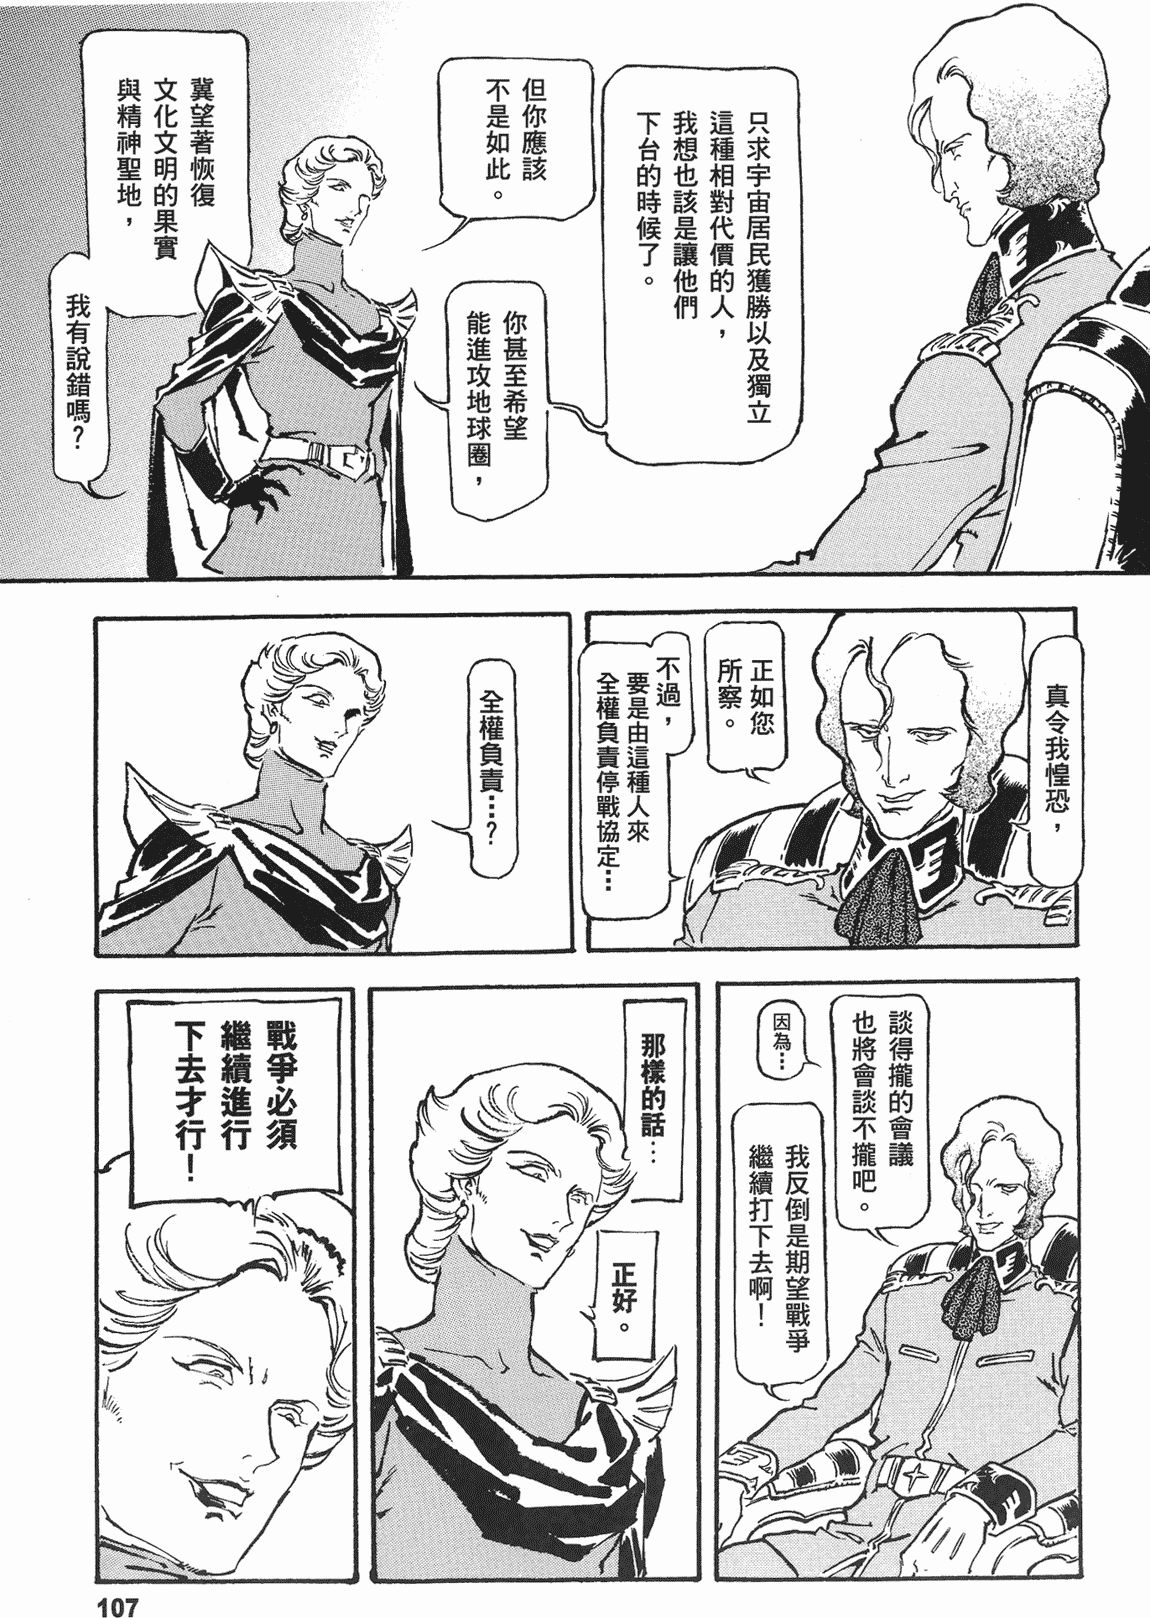 只求宇宙居民獲勝以及獨立
這種相對代價的人，
我想也該是讓他們
下台的時候了。
但你應該
不是如此。
你甚至希望
能進攻地球圈，
冀望著恢復
文化文明的果實
與精神聖地，
我有說錯嗎？
真令我惶恐，
正如您
所察。
不過，
要是由這種人來
全權負責停戰協定…
全權負責…？
談得攏的會議
也將會談不攏吧。
因為…
我反倒是期望戰爭
繼續打下去啊！
那樣的話…
正好。
戰爭必須
繼續進行
下去才行！
107